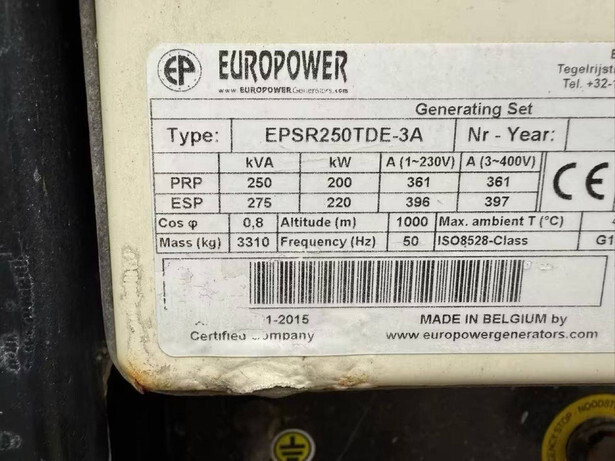 EP EUROPOWER
www.EUROPOWERGenerators.com
Tegelrijst
Tel. +32-1
Generating Set
Type: EPSR250TDE-3A Nr - Year:
kVA kW A (1~230V) A (3~400V)
PRP 250 200 361 361
ESP 275 220 396 397
CE
Cos φ 0,8 Altitude (m) 1000 Max. ambient T (°C)
Mass (kg) 3310 Frequency (Hz) 50 ISO8528-Class G1
1-2015 MADE IN BELGIUM by
Certified Company www.europowergenerators.com